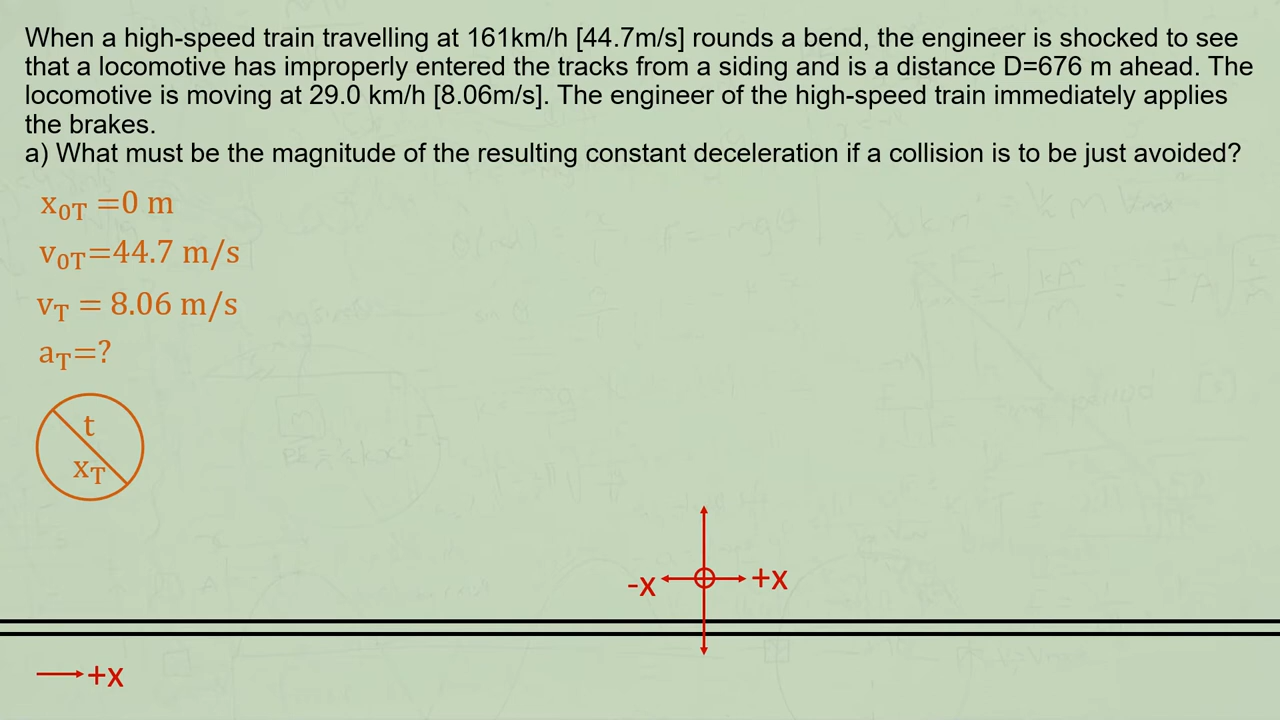 When a high-speed train travelling at 161km/h [44.7m/s] rounds a bend, the engineer is shocked to see
that a locomotive has improperly entered the tracks from a siding and is a distance D=676 m ahead. The
locomotive is moving at 29.0 km/h [8.06m/s]. The engineer of the high-speed train immediately applies
the brakes.
a) What must be the magnitude of the resulting constant deceleration if a collision is to be just avoided?
x₀T =0 m
v₀T=44.7 m/s
vT = 8.06 m/s
aT=?
t
xT
-x +x
+x